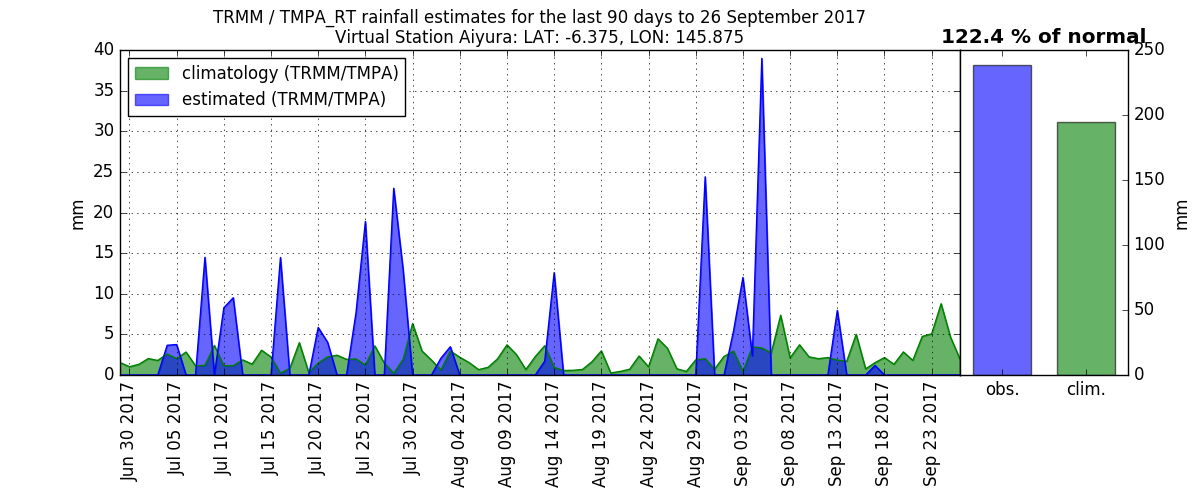 TRMM / TMPA_RT rainfall estimates for the last 90 days to 26 September 2017
Virtual Station Aiyura: LAT: -6.375, LON: 145.875
122.4 % of normal
climatology (TRMM/TMPA)
estimated (TRMM/TMPA)
40
35
30
25
20
15
10
5
0
mm
Jun 30 2017
Jul 05 2017
Jul 10 2017
Jul 15 2017
Jul 20 2017
Jul 25 2017
Jul 30 2017
Aug 04 2017
Aug 09 2017
Aug 14 2017
Aug 19 2017
Aug 24 2017
Aug 29 2017
Sep 03 2017
Sep 08 2017
Sep 13 2017
Sep 18 2017
Sep 23 2017
obs.
clim.
250
200
150
100
50
0
mm